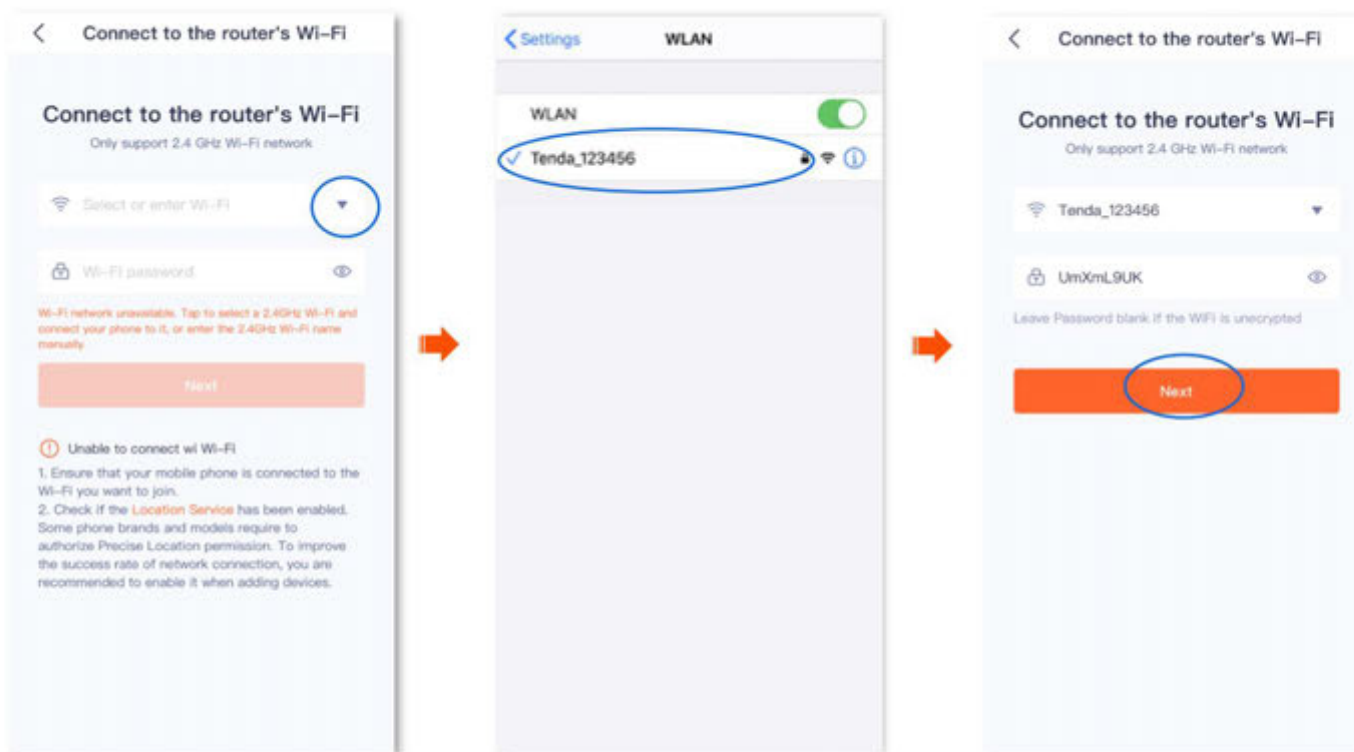 Connect to the router's Wi-Fi
Connect to the router's Wi-Fi
Only support 2.4 GHz Wi-Fi network
Select or enter Wi-Fi
Wi-Fi password
Wi-Fi network unavailable. Tap to select a 2.4GHz Wi-Fi and
connect your phone to it, or enter the 2.4GHz Wi-Fi name
manually
Next
Unable to connect wi Wi-Fi
1. Ensure that your mobile phone is connected to the
Wi-Fi you want to join.
2. Check if the Location Service has been enabled.
Some phone brands and models require to
authorize Precise Location permission. To improve
the success rate of network connection, you are
recommended to enable it when adding devices.
Settings
WLAN
WLAN
Tenda_123456
Connect to the router's Wi-Fi
Connect to the router's Wi-Fi
Only support 2.4 GHz Wi-Fi network
Tenda_123456
UmXmL9UK
Leave Password blank if the WiFi is unecrypted
Next